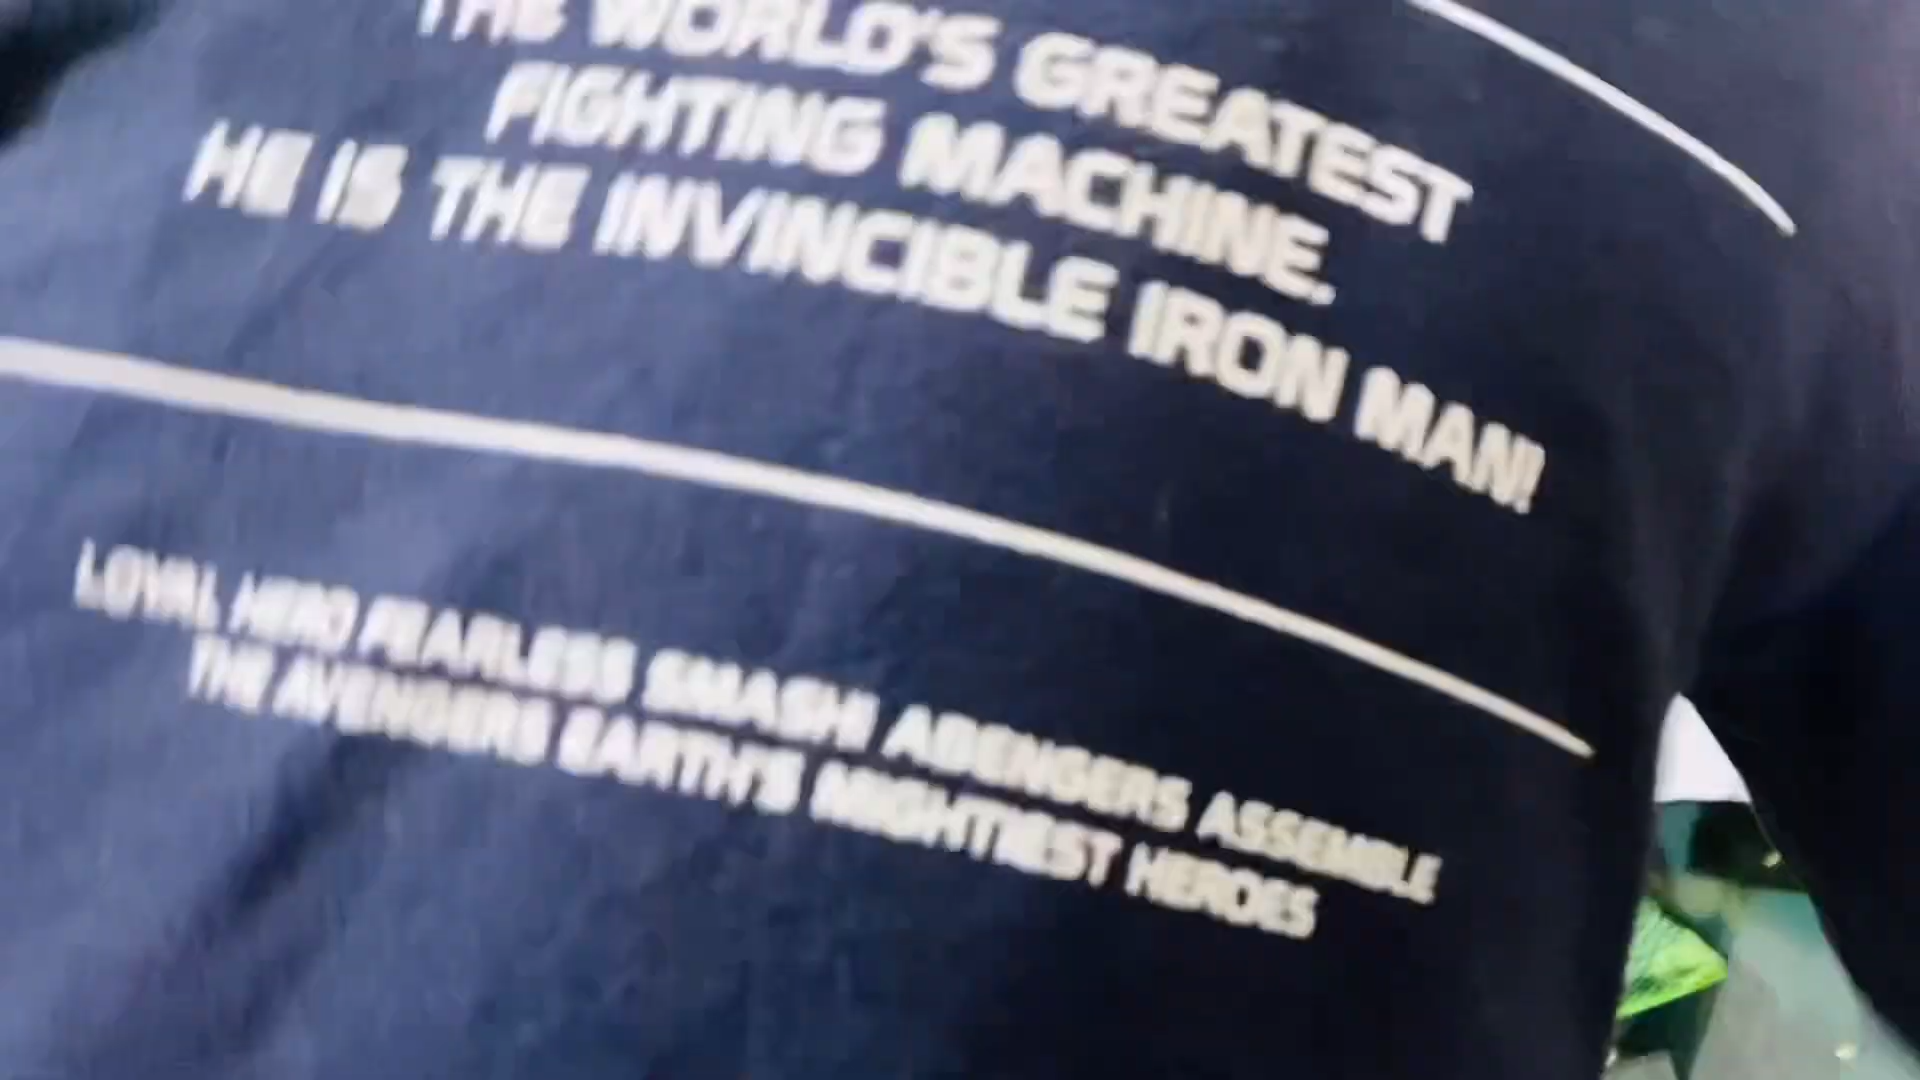 THE WORLD'S GREATEST
FIGHTING MACHINE.
HE IS THE INVINCIBLE IRON MAN!
LOYAL HERO FEARLESS SMASH! ABENGERS ASSEMBLE
THE AVENGERS EARTH'S MIGHTIEST HEROES